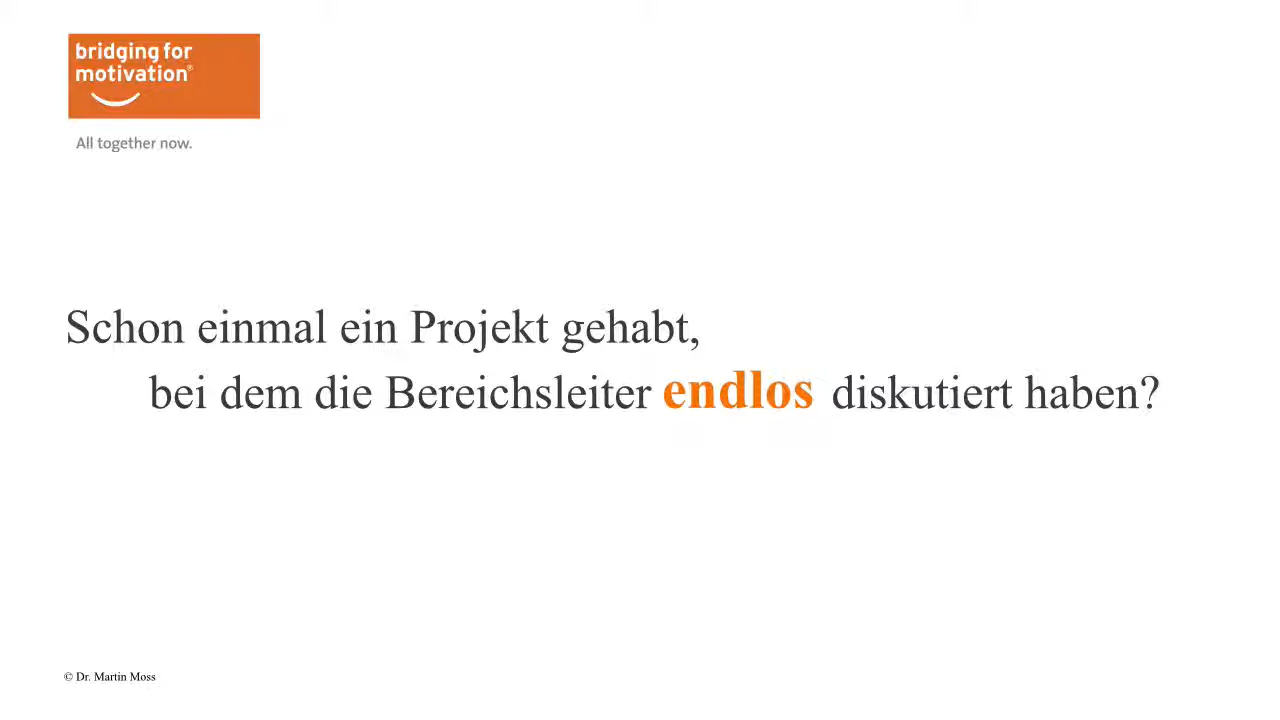 bridging for
motivation®
All together now.
Schon einmal ein Projekt gehabt,
bei dem die Bereichsleiter endlos diskutiert haben?
© Dr. Martin Moss